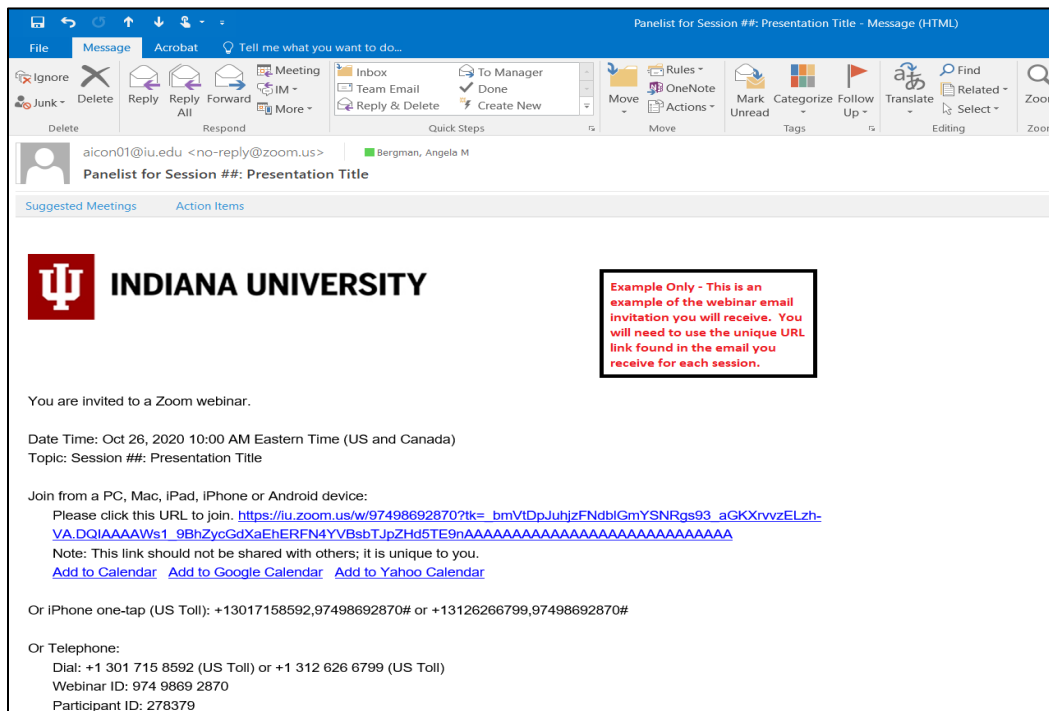 Panelist for Session ##: Presentation Title - Message (HTML)
File Message Acrobat Tell me what you want to do...
Ignore
Junk
Delete
Reply
Reply All
Forward
Meeting
IM
More
Inbox
Team Email
Reply & Delete
To Manager
Done
Create New
Move
Rules
OneNote
Actions
Mark Unread
Categorize
Follow Up
Translate
Find
Related
Select
Delete Respond Quick Steps Move Tags Editing
aicon01@iu.edu <no-reply@zoom.us> Bergman, Angela M
Panelist for Session ##: Presentation Title
Suggested Meetings Action Items
INDIANA UNIVERSITY
Example Only - This is an
example of the webinar email
invitation you will receive. You
will need to use the unique URL
link found in the email you
receive for each session.
You are invited to a Zoom webinar.
Date Time: Oct 26, 2020 10:00 AM Eastern Time (US and Canada)
Topic: Session ##: Presentation Title
Join from a PC, Mac, iPad, iPhone or Android device:
Please click this URL to join. https://iu.zoom.us/w/97498692870?tk=_bmVtDpJuhjzFNdblGmYSNRgs93_aGKXrvvzELzh-
VA.DQIAAAAWs1_9BhZycGdXaEhERFN4YVBsbTJpZHd5TE9nAAAAAAAAAAAAAAAAAAAAAAAAAAAA
Note: This link should not be shared with others; it is unique to you.
Add to Calendar Add to Google Calendar Add to Yahoo Calendar
Or iPhone one-tap (US Toll): +13017158592,97498692870# or +13126266799,97498692870#
Or Telephone:
Dial: +1 301 715 8592 (US Toll) or +1 312 626 6799 (US Toll)
Webinar ID: 974 9869 2870
Participant ID: 278379